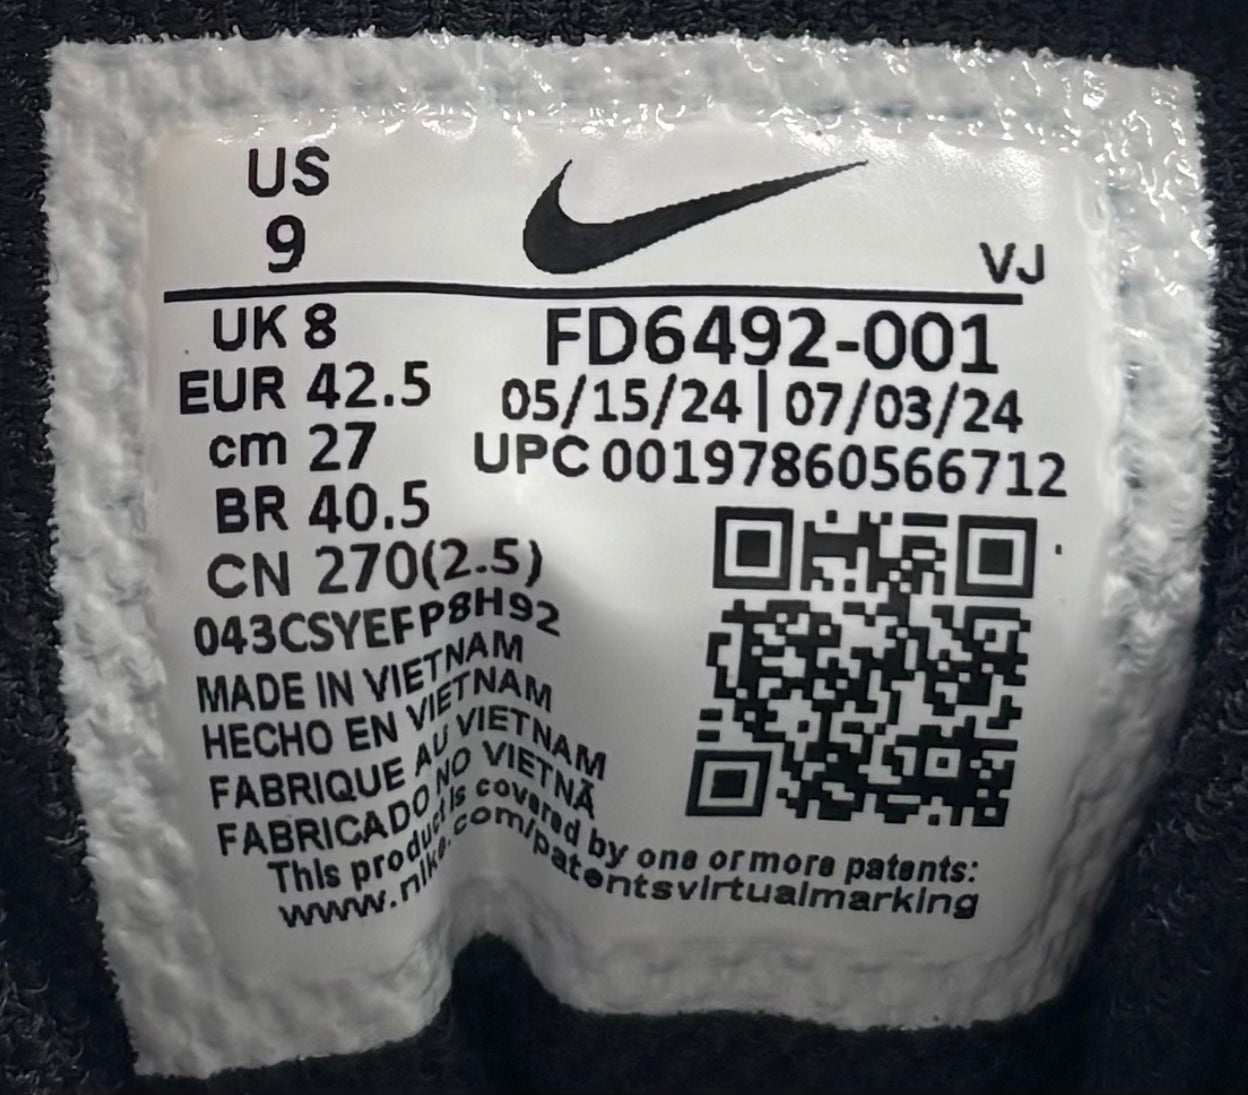 US
9
VJ
UK 8
EUR 42.5
cm 27
BR 40.5
CN 270(2.5)
043CSYEFP8H92
MADE IN VIETNAM
HECHO EN VIETNAM
FABRIQUE AU VIETNAM
FABRICADO NO VIETNÃ
FD6492-001
05/15/24 | 07/03/24
UPC 00197860566712
This product is covered by one or more patents:
www.nike.com/patentsvirtualmarking